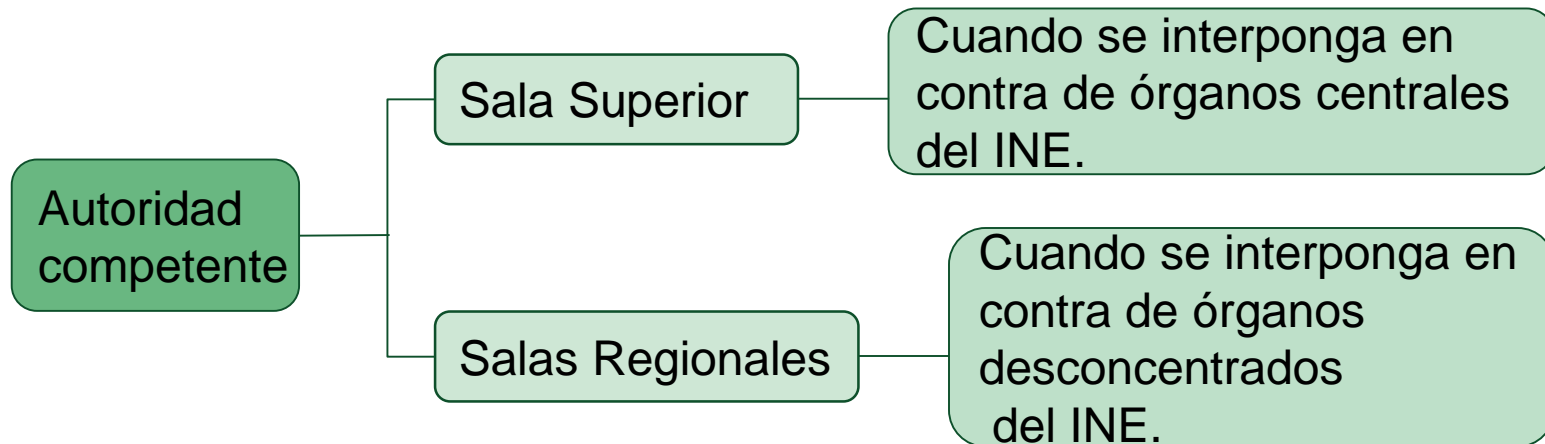 Autoridad
competente
Sala Superior
Cuando se interponga en
contra de órganos centrales
del INE.
Salas Regionales
Cuando se interponga en
contra de órganos
desconcentrados
del INE.